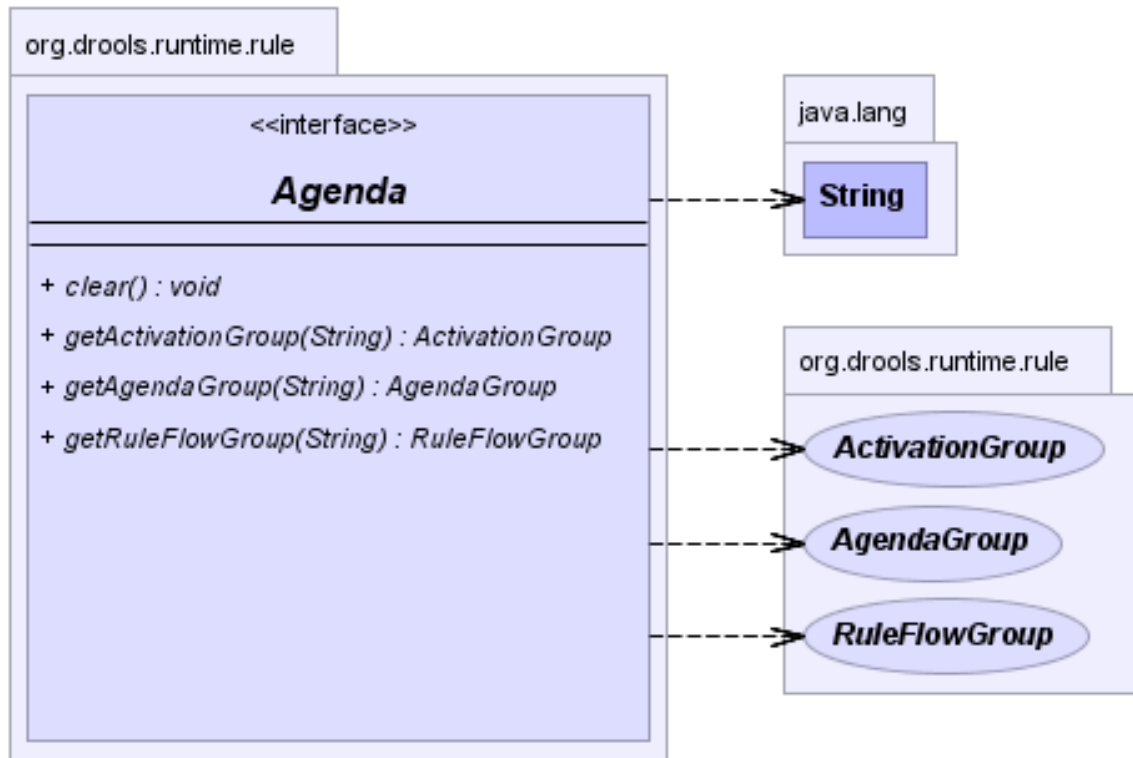 org.drools.runtime.rule
<<interface>>
Agenda
+ clear() : void
+ getActivationGroup(String) : ActivationGroup
+ getAgendaGroup(String) : AgendaGroup
+ getRuleFlowGroup(String) : RuleFlowGroup
java.lang
String
org.drools.runtime.rule
ActivationGroup
AgendaGroup
RuleFlowGroup